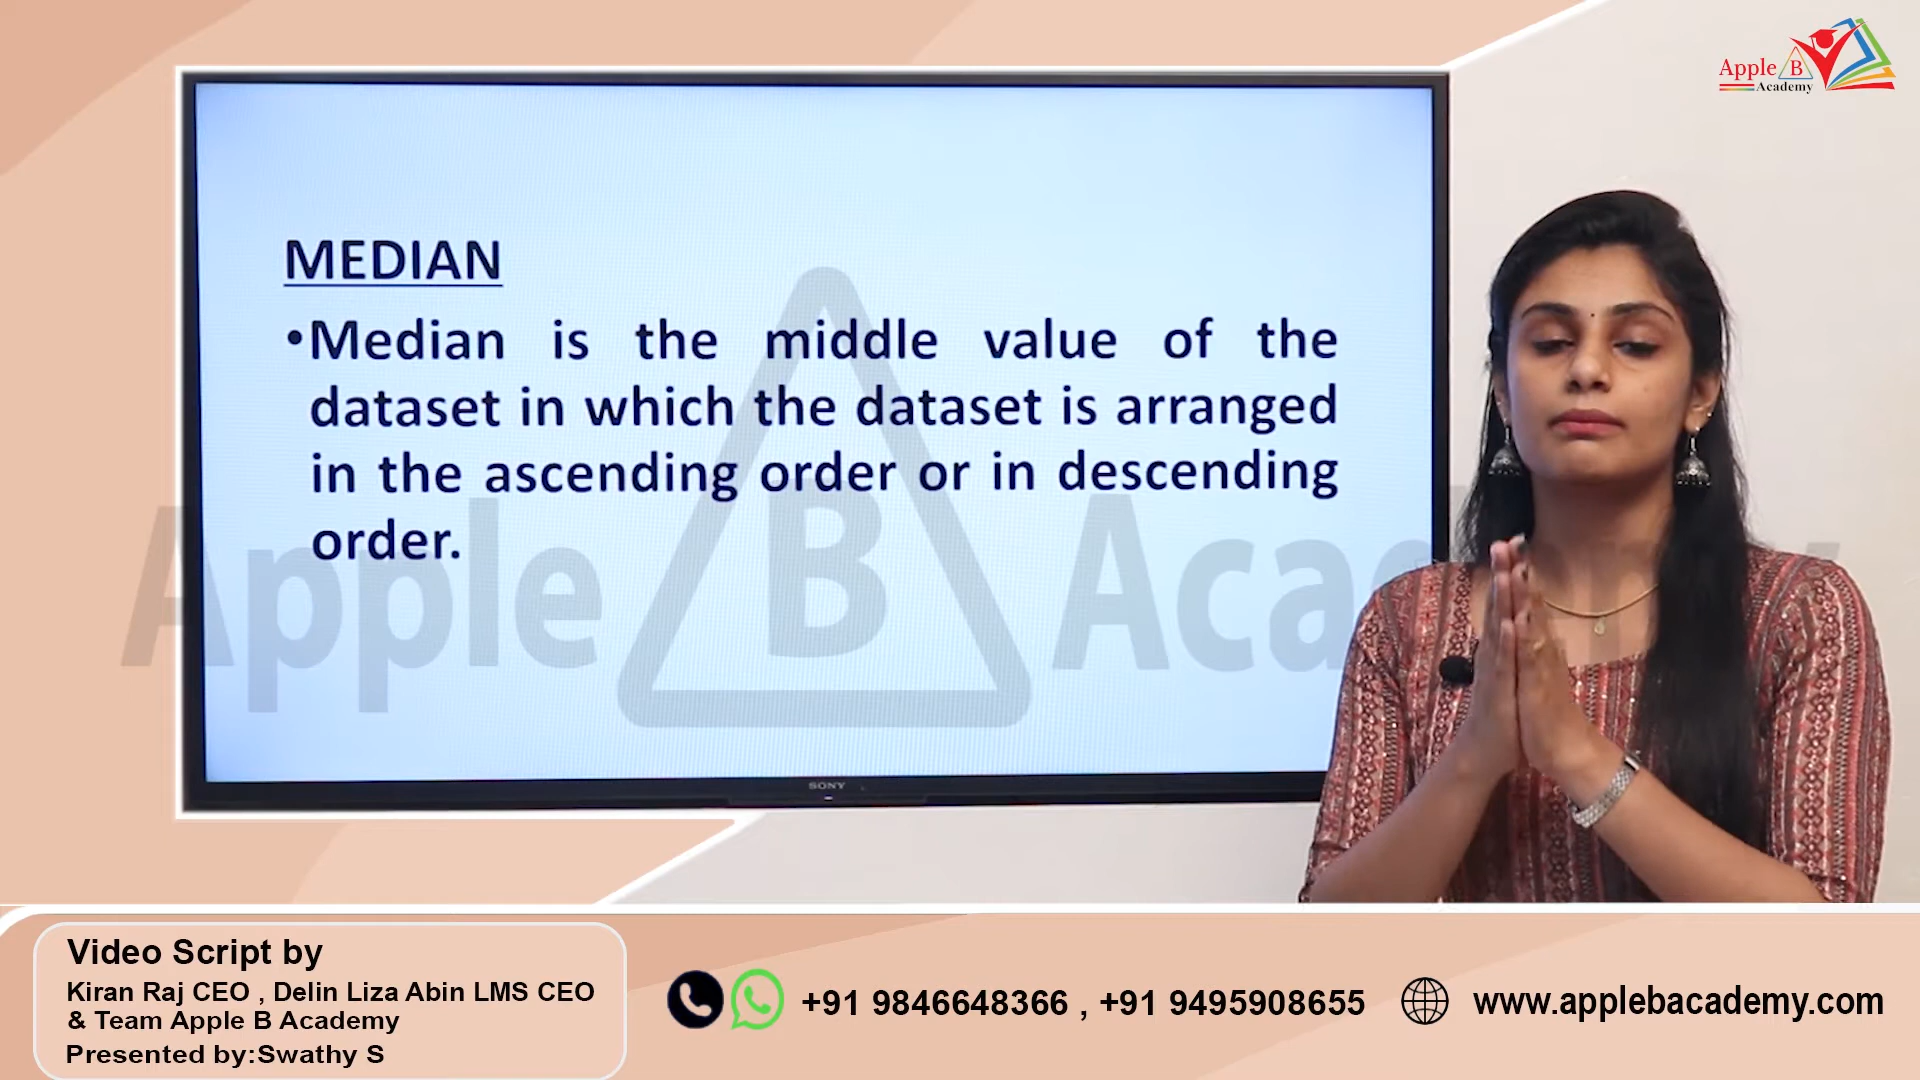 Apple B
Academy
MEDIAN
•Median is the middle value of the
dataset in which the dataset is arranged
in the ascending order or in descending
order.
Apple B Academy
SONY
Video Script by
Kiran Raj CEO , Delin Liza Abin LMS CEO
& Team Apple B Academy
Presented by:Swathy S
+91 9846648366 , +91 9495908655
www.applebacademy.com